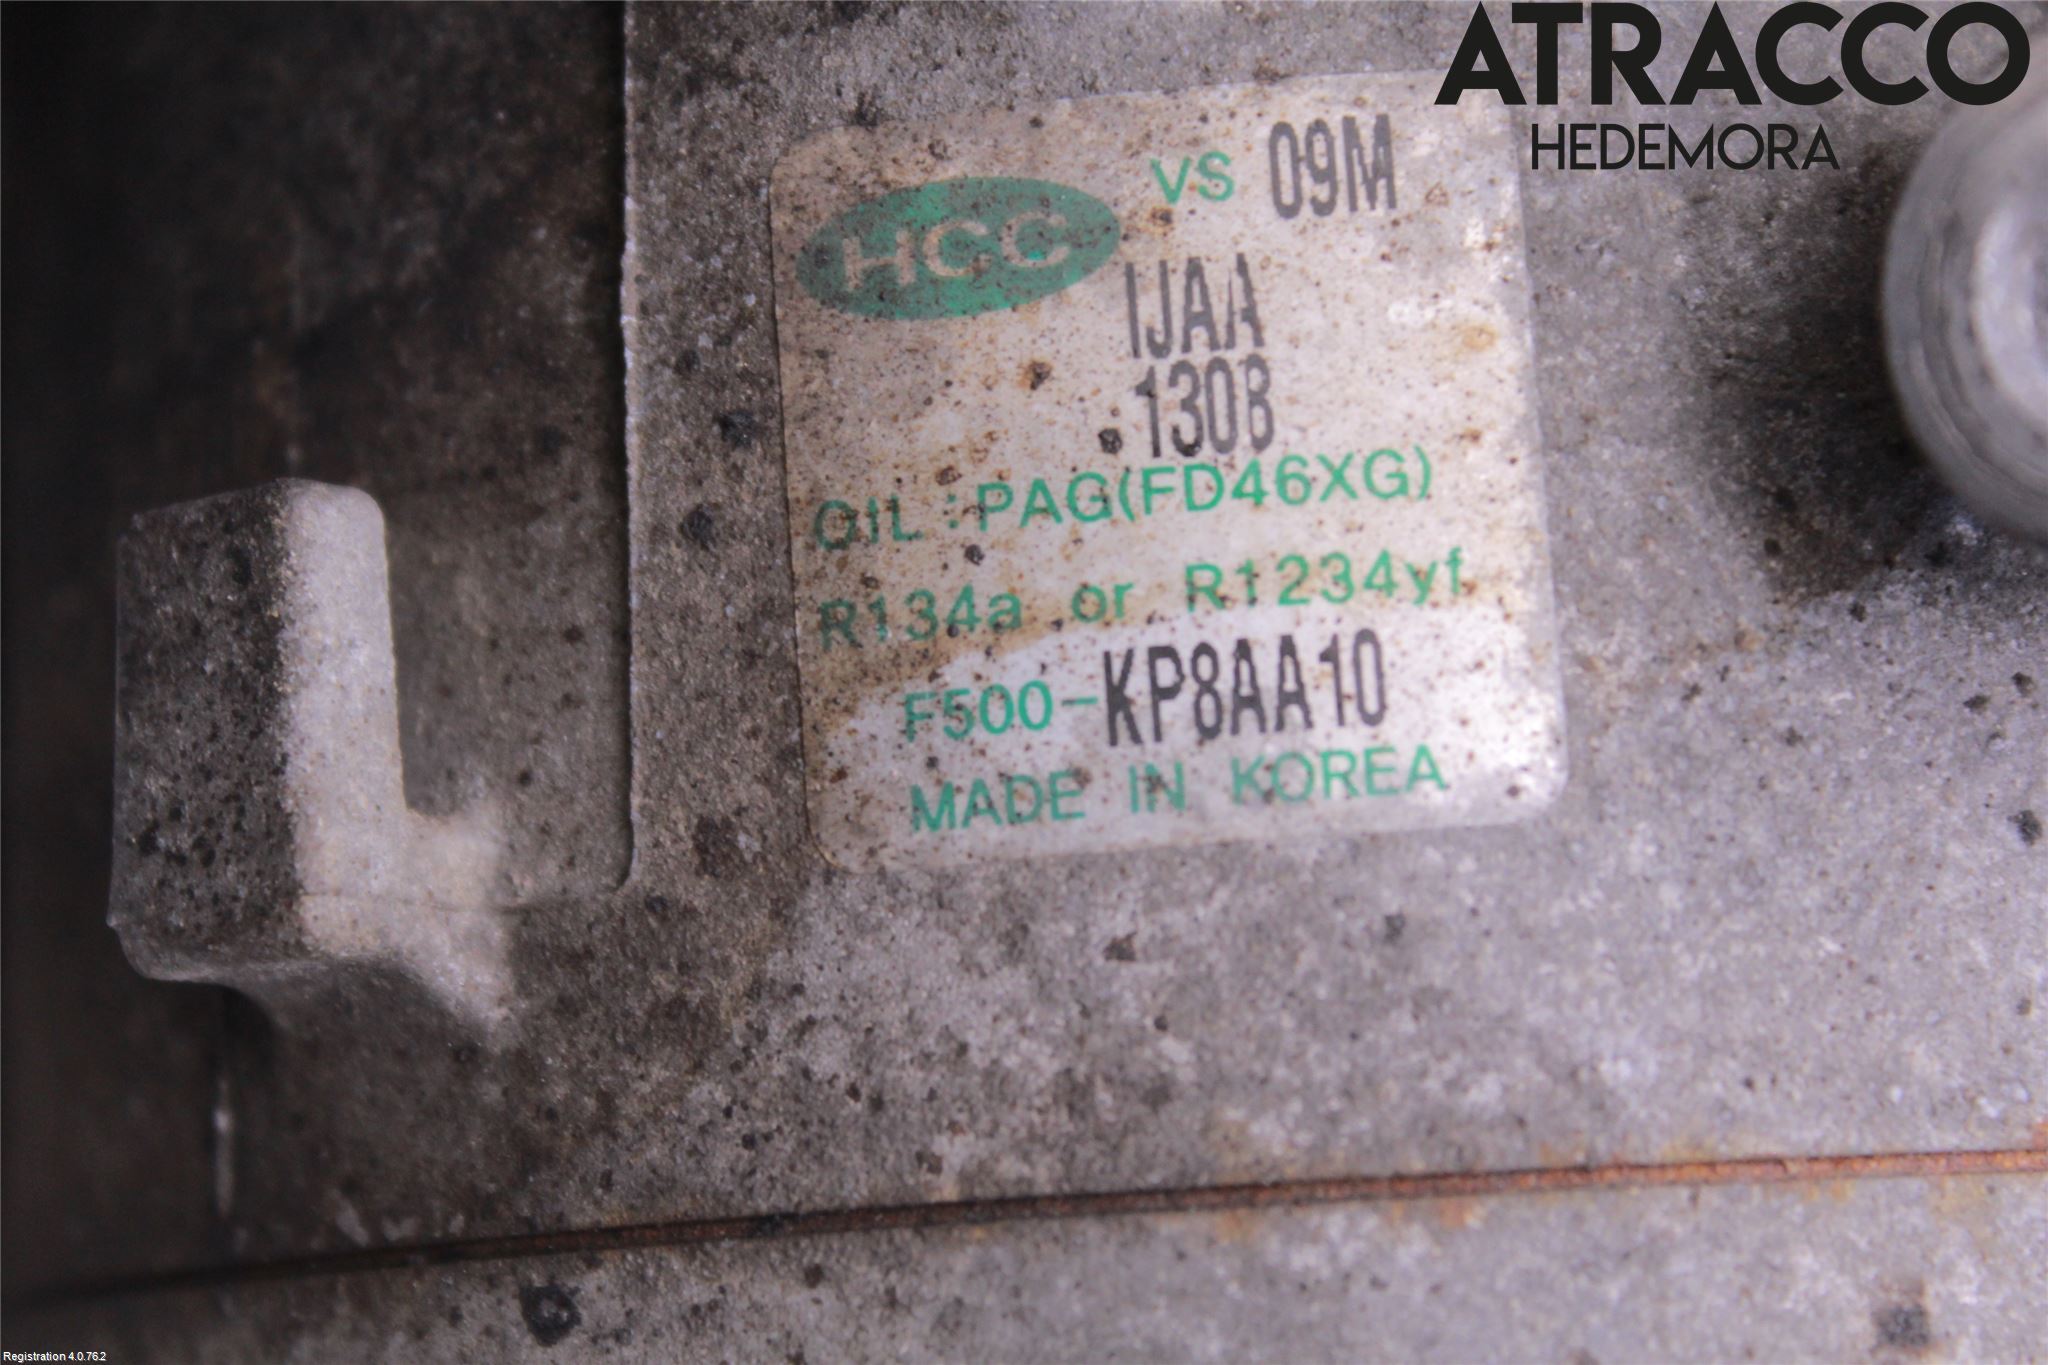 ATRACCO
HEDEMORA
VS 09M
HCC
IJAA
130B
OIL : PAG(FD46XG)
R134a or R1234yf
F500-KP8AA10
MADE IN KOREA
Registration 4.0.76.2